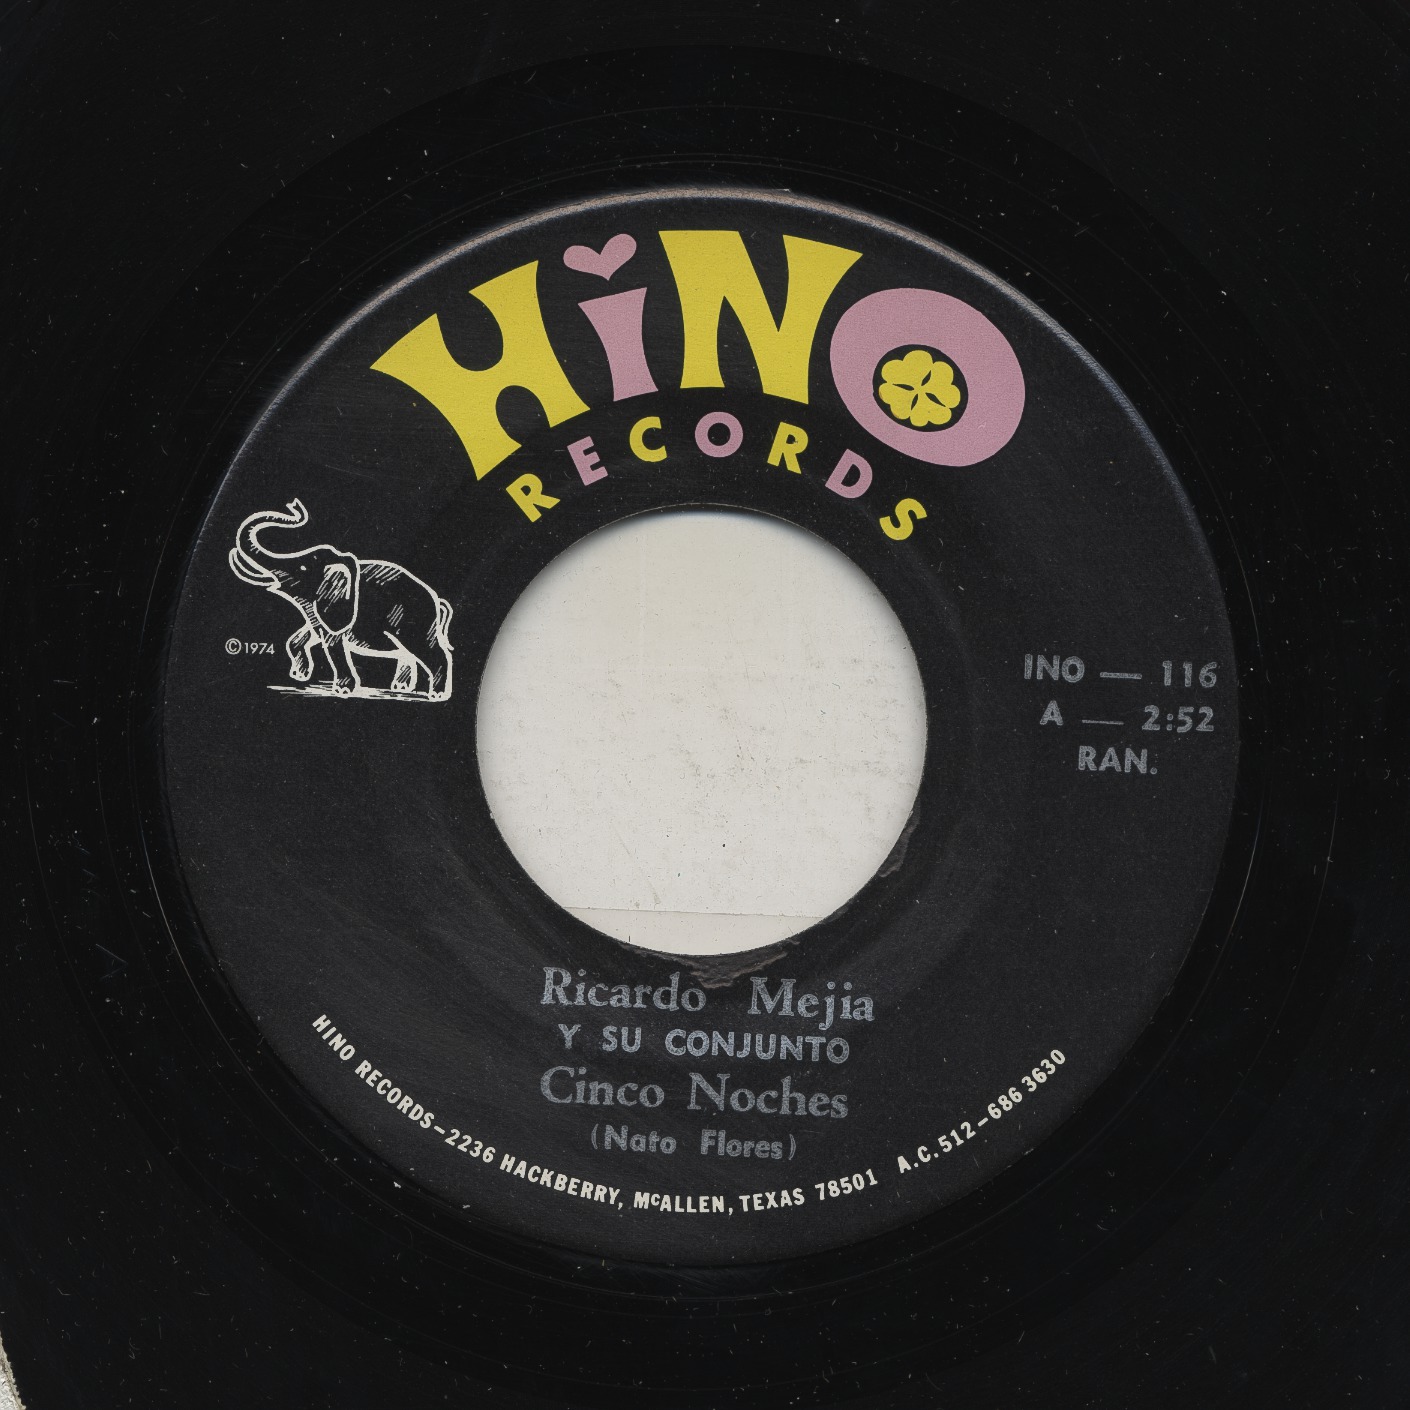 HiNO
RECORDS
©1974
INO — 116
A — 2:52
RAN.
Ricardo Mejia
Y SU CONJUNTO
Cinco Noches
(Nato Flores)
HINO RECORDS–2236 HACKBERRY, McALLEN, TEXAS 78501 A.C. 512–686 3630